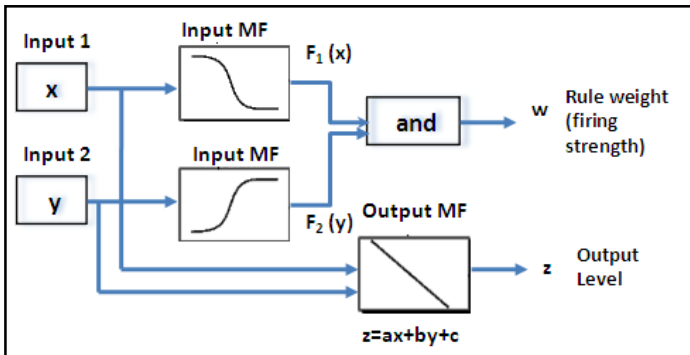 Input 1
x
Input MF
F₁ (x)
and
w
Rule weight
(firing
strength)
Input 2
y
Input MF
F₂ (y)
Output MF
z
Output
Level
z=ax+by+c